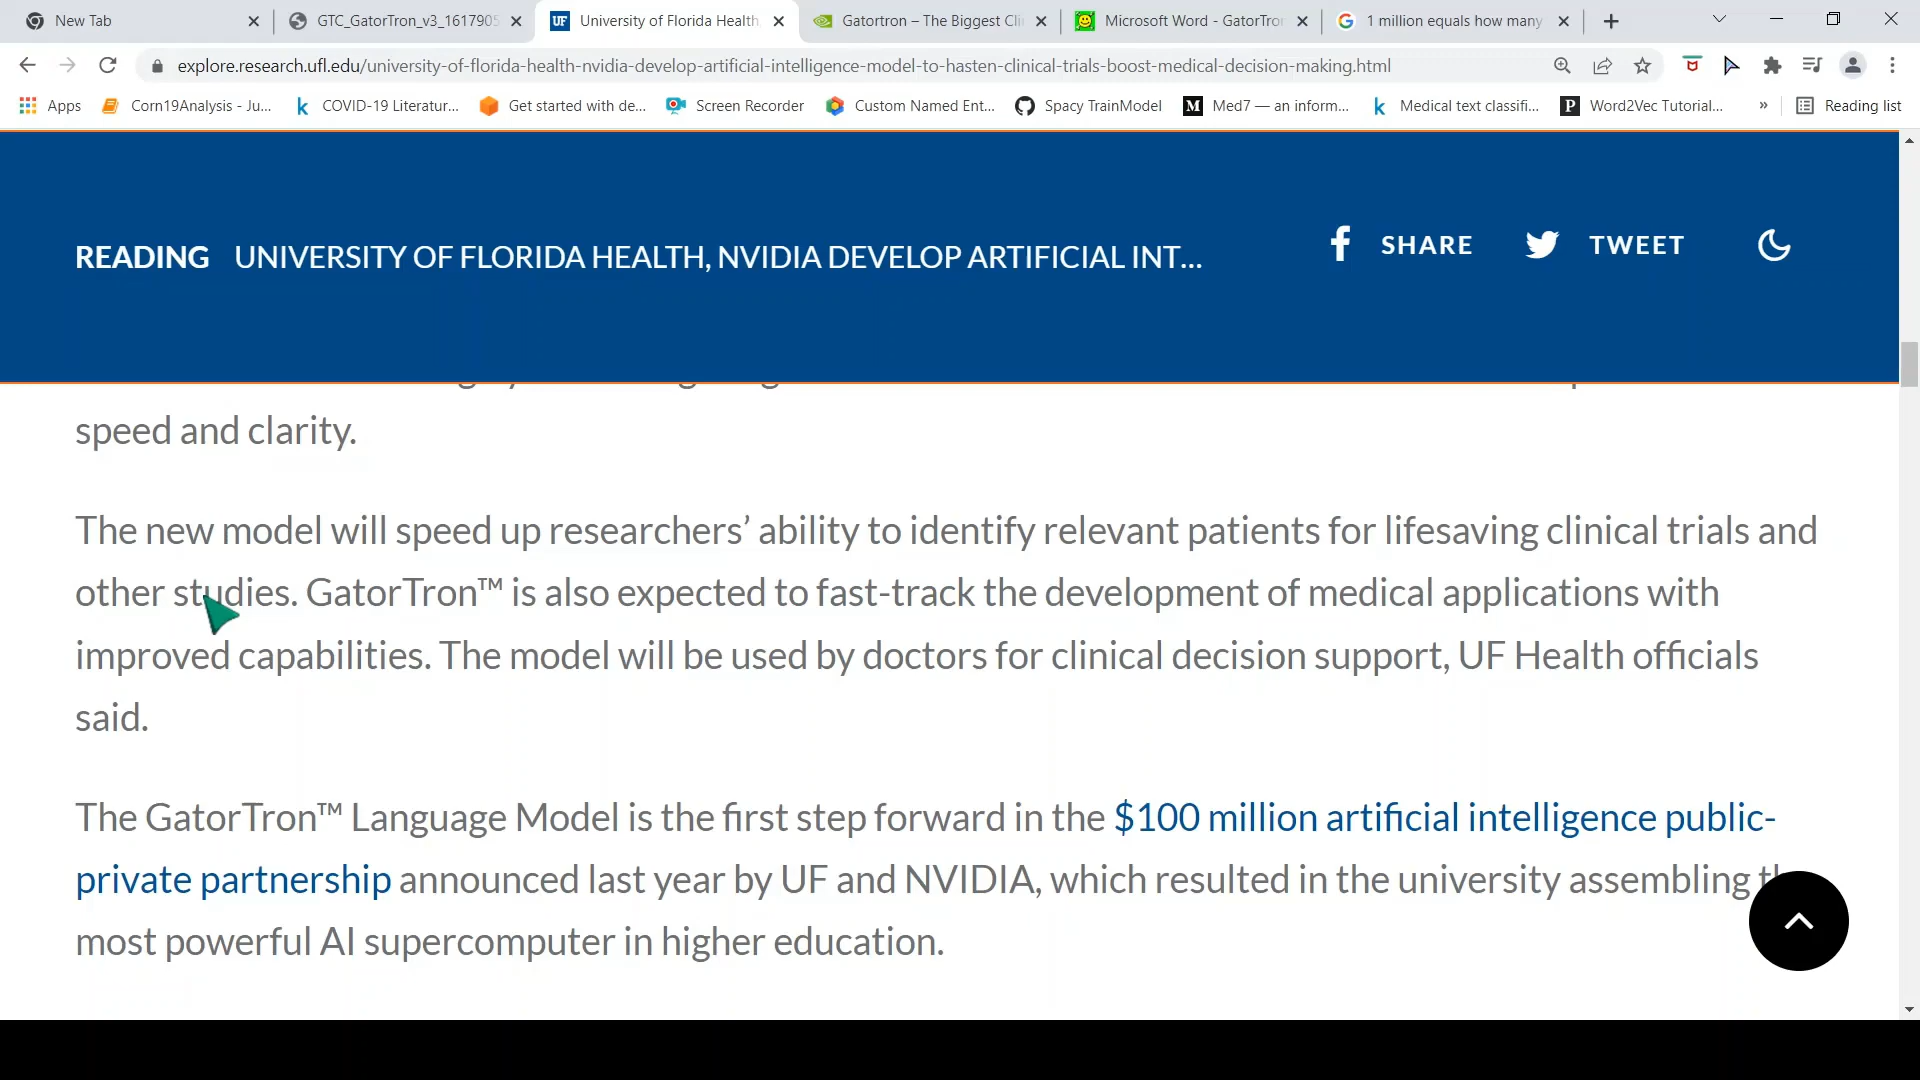 New Tab
GTC_GatorTron_v3_1617905
UF University of Florida Health,
Gatortron – The Biggest Cli
Microsoft Word - GatorTro
1 million equals how many
explore.research.ufl.edu/university-of-florida-health-nvidia-develop-artificial-intelligence-model-to-hasten-clinical-trials-boost-medical-decision-making.html
Apps
Corn19Analysis - Ju...
COVID-19 Literatur...
Get started with de...
Screen Recorder
Custom Named Ent...
Spacy TrainModel
Med7 — an inform...
Medical text classifi...
Word2Vec Tutorial...
»
Reading list
READING UNIVERSITY OF FLORIDA HEALTH, NVIDIA DEVELOP ARTIFICIAL INT...
SHARE
TWEET
speed and clarity.
The new model will speed up researchers’ ability to identify relevant patients for lifesaving clinical trials and
other studies. GatorTron™ is also expected to fast-track the development of medical applications with
improved capabilities. The model will be used by doctors for clinical decision support, UF Health officials
said.
The GatorTron™ Language Model is the first step forward in the $100 million artificial intelligence public-
private partnership announced last year by UF and NVIDIA, which resulted in the university assembling
most powerful AI supercomputer in higher education.